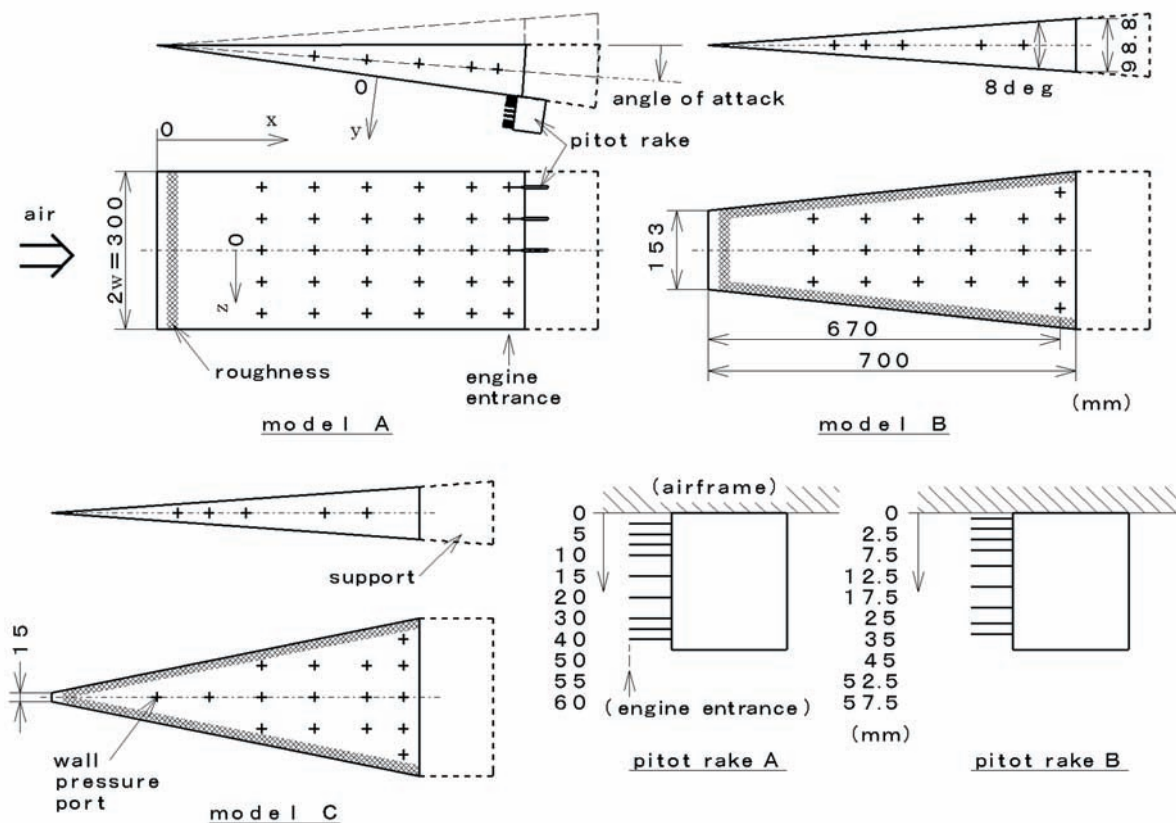 0
angle of attack
pitot rake
0
x
y
air
2w=300
0
z
roughness
engine
entrance
model A
8deg
98.8
153
670
700
(mm)
model B
support
15
wall
pressure
port
model C
(airframe)
0
5
10
15
20
30
40
50
55
60
(engine entrance)
pitot rake A
0
2.5
7.5
12.5
17.5
25
35
45
52.5
57.5
(mm)
pitot rake B